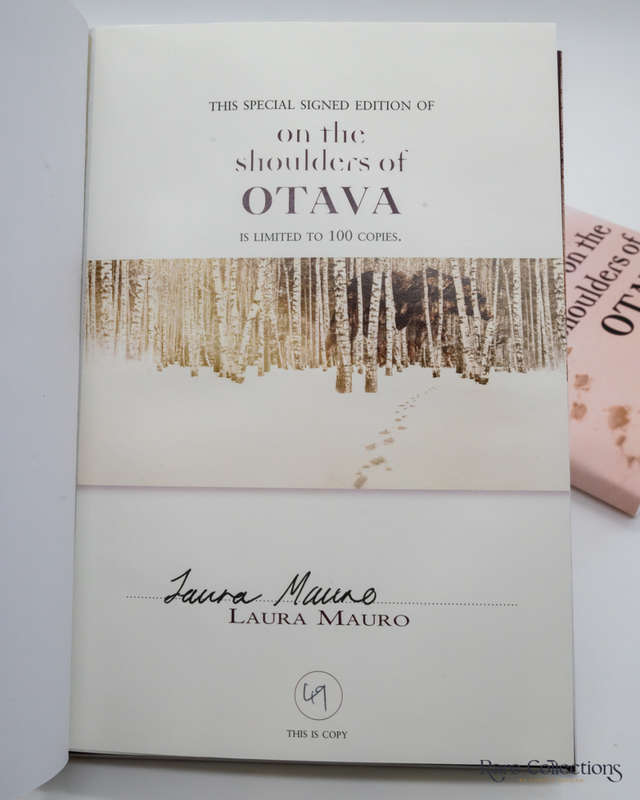 THIS SPECIAL SIGNED EDITION OF
on the
shoulders of
OTAVA
IS LIMITED TO 100 COPIES.
Laura Mauro
LAURA MAURO
49
THIS IS COPY
on the
shoulders of
Rare Collections